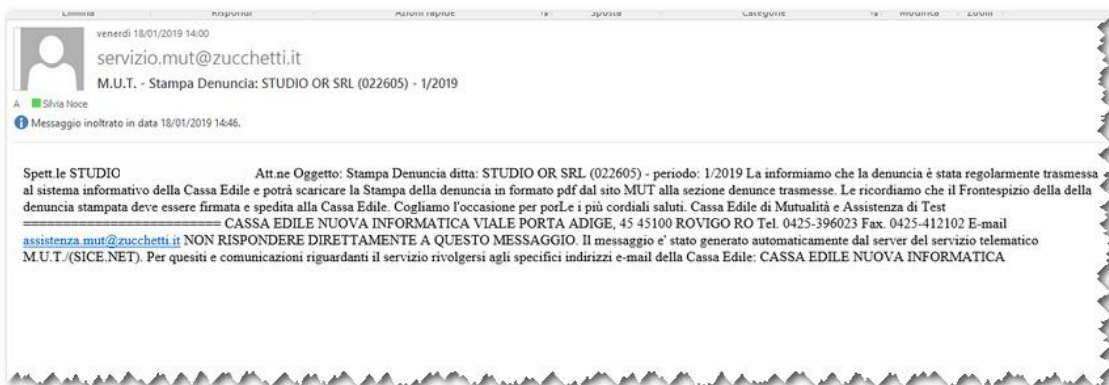 Elimina Rispondi Azioni rapide Sposta Categorie Modifica Zoom
venerdì 18/01/2019 14:00
servizio.mut@zucchetti.it
M.U.T. - Stampa Denuncia: STUDIO OR SRL (022605) - 1/2019
A Silvia Noce
Messaggio inoltrato in data 18/01/2019 14:46.
Spett.le STUDIO Att.ne Oggetto: Stampa Denuncia ditta: STUDIO OR SRL (022605) - periodo: 1/2019 La informiamo che la denuncia è stata regolarmente trasmessa
al sistema informativo della Cassa Edile e potrà scaricare la Stampa della denuncia in formato pdf dal sito MUT alla sezione denunce trasmesse. Le ricordiamo che il Frontespizio della della
denuncia stampata deve essere firmata e spedita alla Cassa Edile. Cogliamo l'occasione per porLe i più cordiali saluti. Cassa Edile di Mutualità e Assistenza di Test
========================== CASSA EDILE NUOVA INFORMATICA VIALE PORTA ADIGE, 45 45100 ROVIGO RO Tel. 0425-396023 Fax. 0425-412102 E-mail
assistenza.mut@zucchetti.it NON RISPONDERE DIRETTAMENTE A QUESTO MESSAGGIO. Il messaggio e' stato generato automaticamente dal server del servizio telematico
M.U.T./(SICE.NET). Per quesiti e comunicazioni riguardanti il servizio rivolgersi agli specifici indirizzi e-mail della Cassa Edile: CASSA EDILE NUOVA INFORMATICA